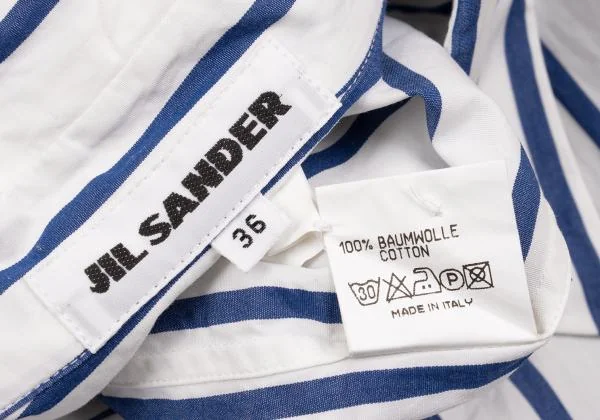 JIL SANDER
36
100% BAUMWOLLE
COTTON
30 P
MADE IN ITALY